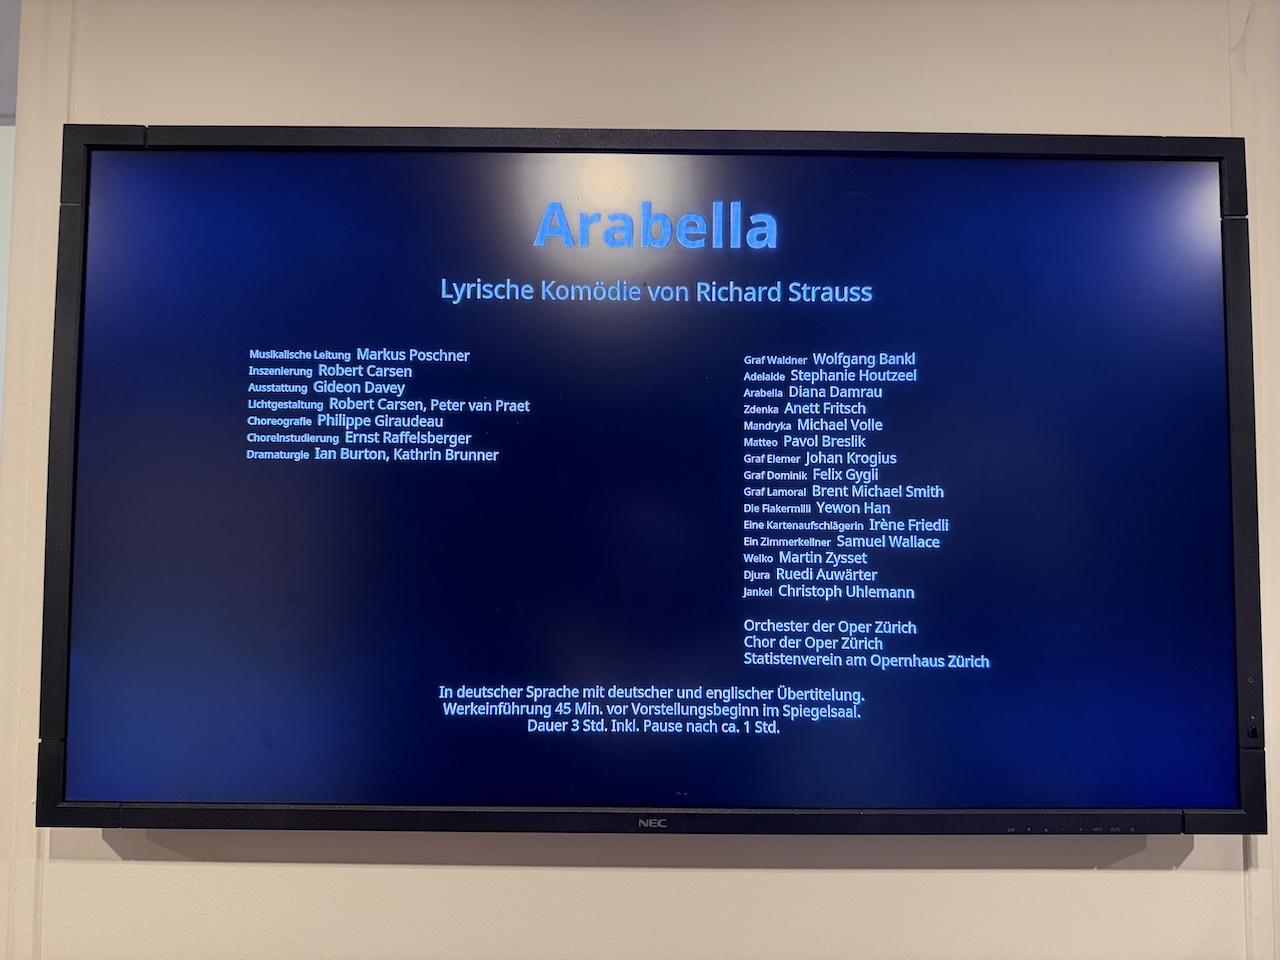 Arabella
Lyrische Komödie von Richard Strauss
Musikalische Leitung Markus Poschner
Inszenierung Robert Carsen
Ausstattung Gideon Davey
Lichtgestaltung Robert Carsen, Peter van Praet
Choreografie Philippe Giraudeau
Choreinstudierung Ernst Raffelsberger
Dramaturgie Ian Burton, Kathrin Brunner
Graf Waldner Wolfgang Bankl
Adelaide Stephanie Houtzeel
Arabella Diana Damrau
Zdenka Anett Fritsch
Mandryka Michael Volle
Matteo Pavol Breslik
Graf Elemer Johan Krogius
Graf Dominik Felix Gygli
Graf Lamoral Brent Michael Smith
Die Fiakermilli Yewon Han
Eine Kartenaufschlägerin Irène Friedli
Ein Zimmerkellner Samuel Wallace
Welko Martin Zysset
Djura Ruedi Auwärter
Jankel Christoph Uhlemann
Orchester der Oper Zürich
Chor der Oper Zürich
Statistenverein am Opernhaus Zürich
In deutscher Sprache mit deutscher und englischer Übertitelung.
Werkeinführung 45 Min. vor Vorstellungsbeginn im Spiegelsaal.
Dauer 3 Std. Inkl. Pause nach ca. 1 Std.
NEC